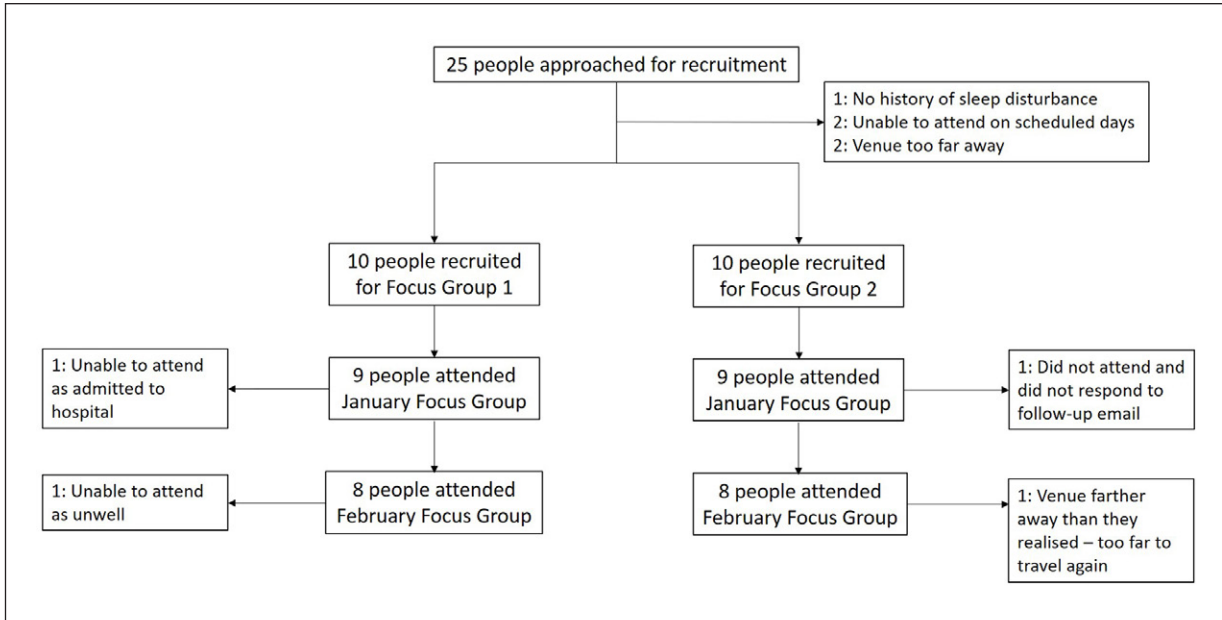 25 people approached for recruitment
1: No history of sleep disturbance
2: Unable to attend on scheduled days
2: Venue too far away
10 people recruited
for Focus Group 1
10 people recruited
for Focus Group 2
1: Unable to attend
as admitted to
hospital
9 people attended
January Focus Group
9 people attended
January Focus Group
1: Did not attend and
did not respond to
follow-up email
1: Unable to attend
as unwell
8 people attended
February Focus Group
8 people attended
February Focus Group
1: Venue farther
away than they
realised – too far to
travel again